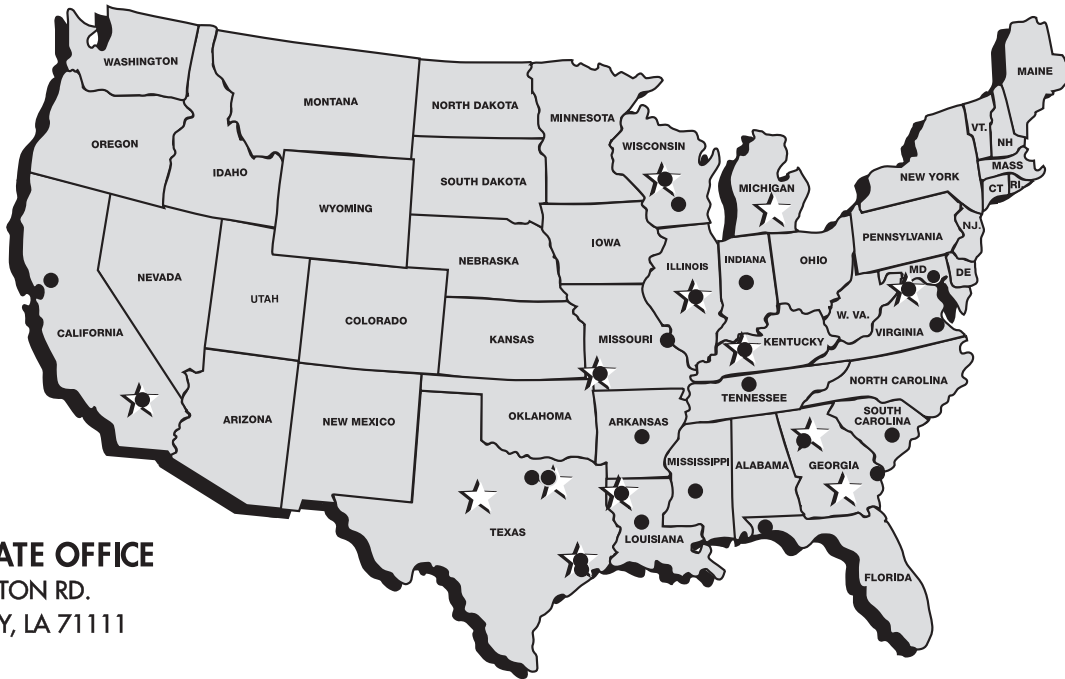 WASHINGTON
OREGON
IDAHO
MONTANA
NORTH DAKOTA
MINNESOTA
WISCONSIN
MICHIGAN
MAINE
VT.
NH
MASS
NEW YORK
CT
RI
SOUTH DAKOTA
WYOMING
NEVADA
UTAH
CALIFORNIA
COLORADO
NEBRASKA
IOWA
ILLINOIS
INDIANA
OHIO
PENNSYLVANIA
NJ.
MD
DE
W. VA.
VIRGINIA
KANSAS
MISSOURI
KENTUCKY
ARIZONA
NEW MEXICO
OKLAHOMA
ARKANSAS
TENNESSEE
NORTH CAROLINA
SOUTH
CAROLINA
MISSISSIPPI
ALABAMA
GEORGIA
TEXAS
LOUISIANA
FLORIDA
ATE OFFICE
TON RD.
Y, LA 71111